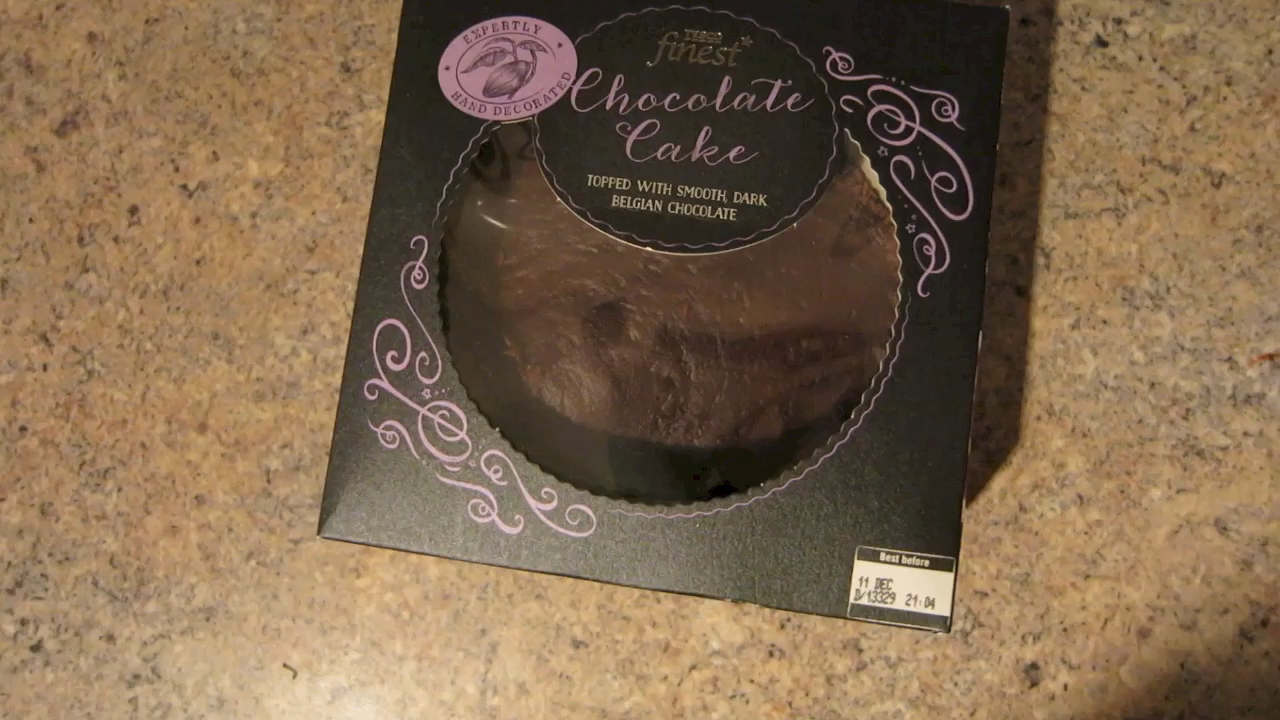 EXPERTLY
HAND DECORATED
TESCO
finest*
Chocolate
Cake
TOPPED WITH SMOOTH, DARK
BELGIAN CHOCOLATE
Best before
11 DEC
D/13329 21:04